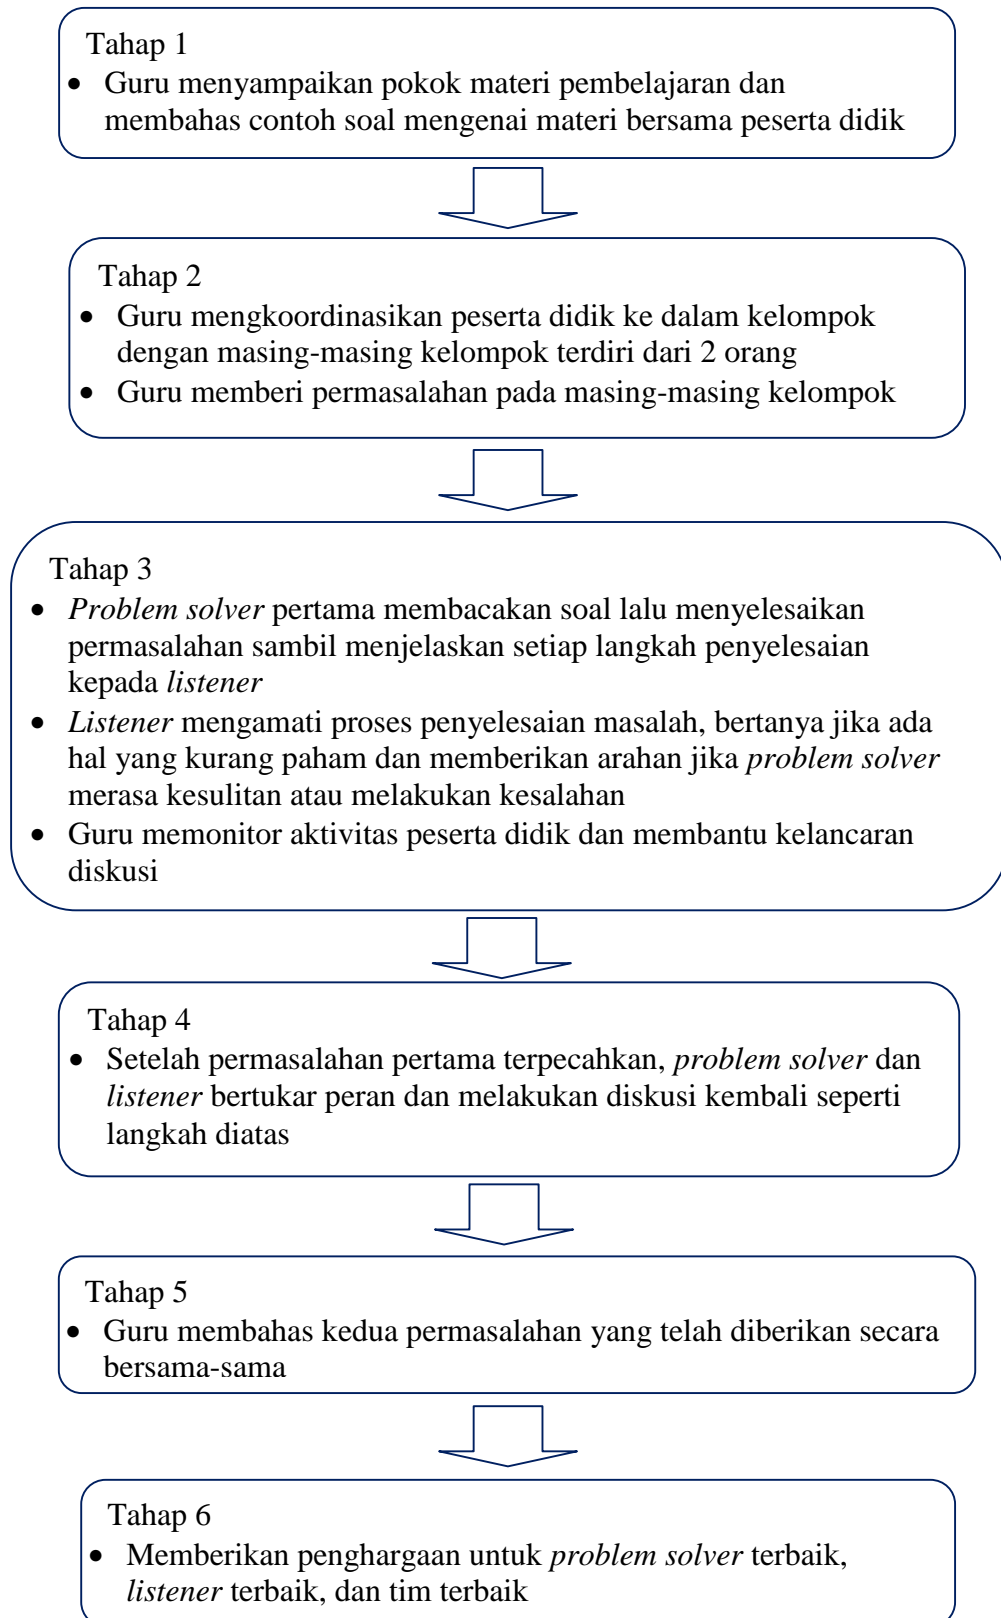 Tahap 1
• Guru menyampaikan pokok materi pembelajaran dan
membahas contoh soal mengenai materi bersama peserta didik
Tahap 2
• Guru mengkoordinasikan peserta didik ke dalam kelompok
dengan masing-masing kelompok terdiri dari 2 orang
• Guru memberi permasalahan pada masing-masing kelompok
Tahap 3
• Problem solver pertama membacakan soal lalu menyelesaikan
permasalahan sambil menjelaskan setiap langkah penyelesaian
kepada listener
• Listener mengamati proses penyelesaian masalah, bertanya jika ada
hal yang kurang paham dan memberikan arahan jika problem solver
merasa kesulitan atau melakukan kesalahan
• Guru memonitor aktivitas peserta didik dan membantu kelancaran
diskusi
Tahap 4
• Setelah permasalahan pertama terpecahkan, problem solver dan
listener bertukar peran dan melakukan diskusi kembali seperti
langkah diatas
Tahap 5
• Guru membahas kedua permasalahan yang telah diberikan secara
bersama-sama
Tahap 6
• Memberikan penghargaan untuk problem solver terbaik,
listener terbaik, dan tim terbaik